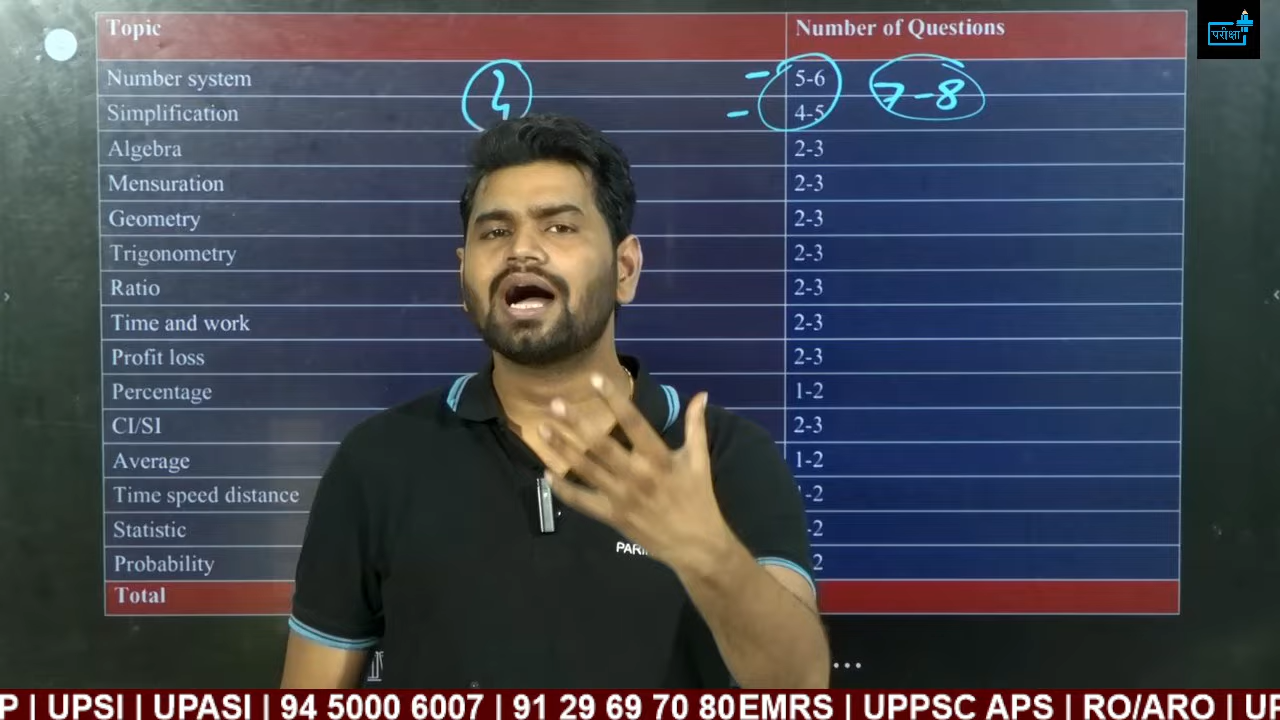 परीक्षा
Topic Number of Questions
Number system 5-6 7-8
Simplification 4-5
Algebra 2-3
Mensuration 2-3
Geometry 2-3
Trigonometry 2-3
Ratio 2-3
Time and work 2-3
Profit loss 2-3
Percentage 1-2
CI/SI 2-3
Average 1-2
Time speed distance -2
Statistic -2
Probability 2
Total
P | UPSI | UPASI | 94 5000 6007 | 91 29 69 70 80EMRS | UPPSC APS | RO/ARO | UP